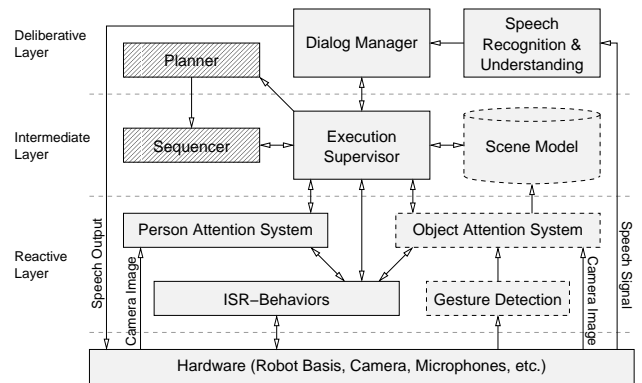 Deliberative
Layer
Planner
Dialog Manager
Speech
Recognition &
Understanding
Intermediate
Layer
Sequencer
Execution
Supervisor
Scene Model
Reactive
Layer
Speech Output
Camera Image
Person Attention System
Object Attention System
ISR−Behaviors
Gesture Detection
Camera Image
Speech Signal
Hardware (Robot Basis, Camera, Microphones, etc.)